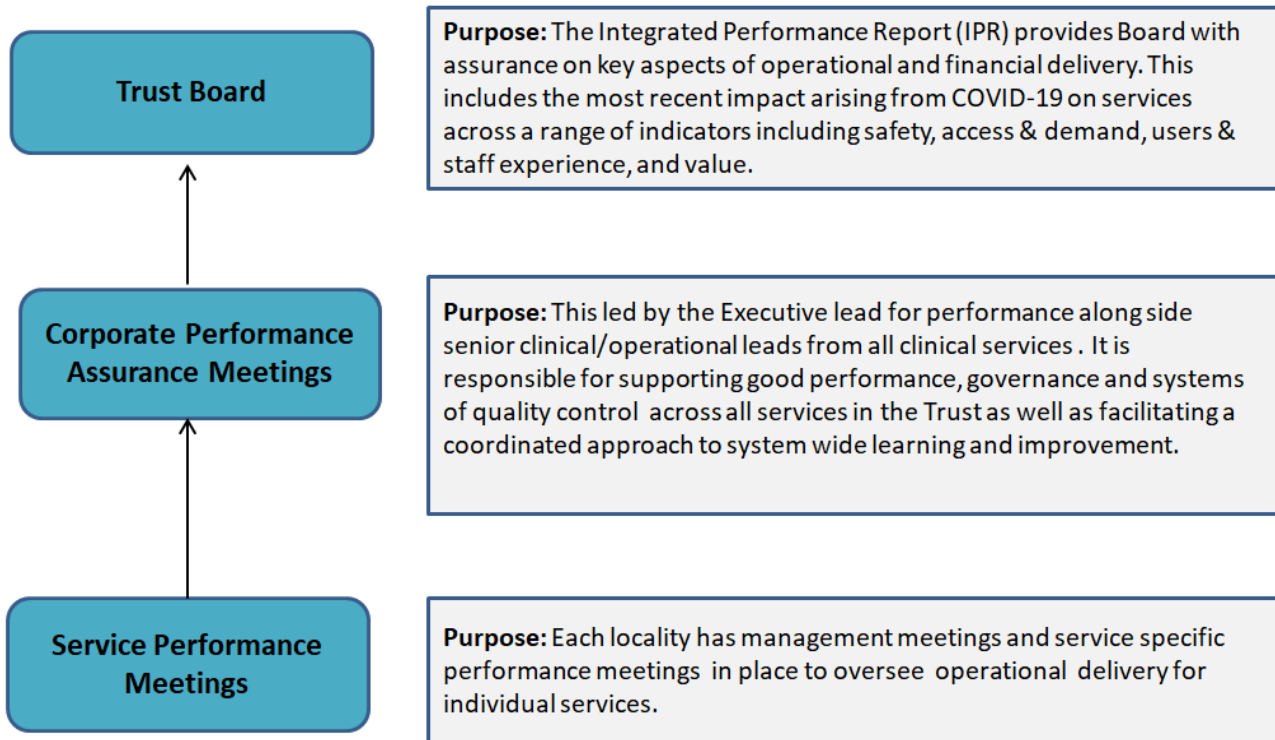 Trust Board
Purpose: The Integrated Performance Report (IPR) provides Board with
assurance on key aspects of operational and financial delivery. This
includes the most recent impact arising from COVID-19 on services
across a range of indicators including safety, access & demand, users &
staff experience, and value.
Corporate Performance
Assurance Meetings
Purpose: This led by the Executive lead for performance along side
senior clinical/operational leads from all clinical services . It is
responsible for supporting good performance, governance and systems
of quality control across all services in the Trust as well as facilitating a
coordinated approach to system wide learning and improvement.
Service Performance
Meetings
Purpose: Each locality has management meetings and service specific
performance meetings in place to oversee operational delivery for
individual services.